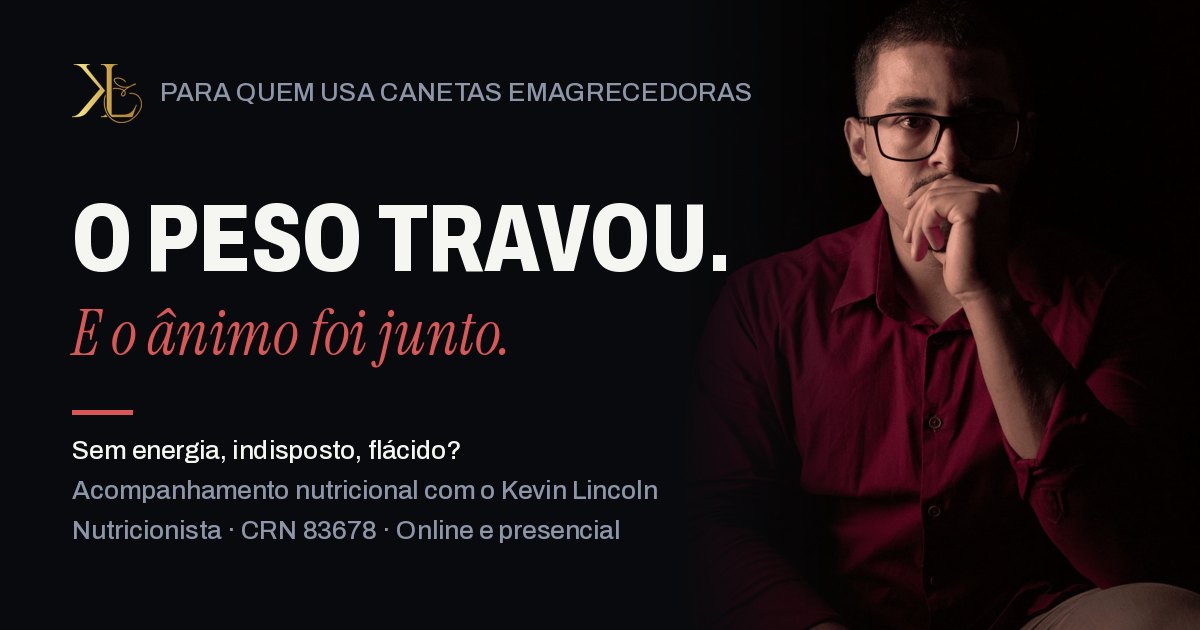 KL
PARA QUEM USA CANETAS EMAGRECEDORAS
O PESO TRAVOU.
E o ânimo foi junto.
Sem energia, indisposto, flácido?
Acompanhamento nutricional com o Kevin Lincoln
Nutricionista · CRN 83678 · Online e presencial